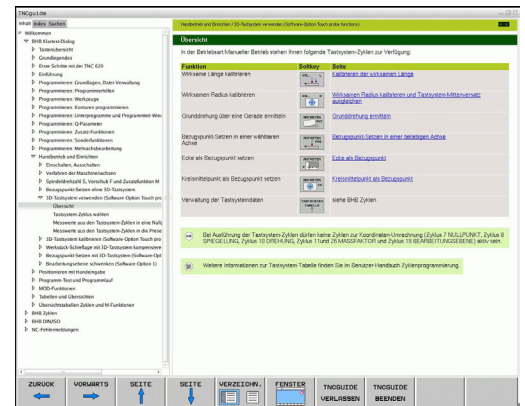 TNCguide
Inhalt Index Suchen
Handbetrieb und Einrichten / 3D-Tastsystem verwenden (Software-Option Touch probe functions)
Willkommen
BHB Klartext-Dialog
Tastenübersicht
Grundlegendes
Erste Schritte mit der TNC 620
Einführung
Programmieren: Grundlagen, Datei-Verwaltung
Programmieren: Programmierhilfen
Programmieren: Werkzeuge
Programmieren: Konturen programmieren
Programmieren: Unterprogramme und Programmteil-Wied
Programmieren: Q-Parameter
Programmieren: Zusatz-Funktionen
Programmieren: Sonderfunktionen
Programmieren: Mehrachsbearbeitung
Handbetrieb und Einrichten
Einschalten, Ausschalten
Verfahren der Maschinenachsen
Spindeldrehzahl S, Vorschub F und Zusatzfunktion M
Bezugspunkt-Setzen ohne 3D-Tastsystem
3D-Tastsystem verwenden (Software-Option Touch pro
Übersicht
Tastsystem-Zyklus wählen
Messwerte aus den Tastsystem-Zyklen in eine Null
Messwerte aus den Tastsystem-Zyklen in die Prese
3D-Tastsystem kalibrieren (Software-Option Touch pro
Werkstück-Schieflage mit 3D-Tastsystem kompensiere
Bezugspunkt-Setzen mit 3D-Tastsystem (Software-Opt
Bearbeitungsebene schwenken (Software-Option 1)
Positionieren mit Handeingabe
Programm-Test und Programmlauf
MOD-Funktionen
Tabellen und Übersichten
Übersichtstabellen Zyklen und M-Funktionen
BHB Zyklen
BHB DIN/ISO
NC-Fehlermeldungen
Übersicht
In der Betriebsart Manueller Betrieb stehen Ihnen folgende Tastsystem-Zyklen zur Verfügung:
Funktion Softkey Seite
Wirksame Länge kalibrieren Kalibrieren der wirksamen Länge
Wirksamen Radius kalibrieren Wirksamen Radius kalibrieren und Tastsystem-Mittenversatz ausgleichen
Grunddrehung über eine Gerade ermitteln ANTASTEN ROT Grunddrehung ermitteln
Bezugspunkt-Setzen in einer wählbaren Achse ANTASTEN POS Bezugspunkt-Setzen in einer beliebigen Achse
Ecke als Bezugspunkt setzen ANTASTEN P Ecke als Bezugspunkt
Kreismittelpunkt als Bezugspunkt setzen ANTASTEN CC Kreismittelpunkt als Bezugspunkt
Verwaltung der Tastsystemdaten TASTSYSTEM TABELLE siehe BHB Zyklen
Bei Ausführung der Tastsystem-Zyklen dürfen keine Zyklen zur Koordinaten-Umrechnung (Zyklus 7 NULLPUNKT, Zyklus 8
SPIEGELUNG, Zyklus 10 DREHUNG, Zyklus 11und 26 MASSFAKTOR und Zyklus 19 BEARBEITUNGSEBENE) aktiv sein.
Weitere Informationen zur Tastsystem-Tabelle finden Sie im Benutzer-Handbuch Zyklenprogrammierung.
ZURÜCK VORWÄRTS SEITE SEITE VERZEICHN. FENSTER TNCGUIDE VERLASSEN TNCGUIDE BEENDEN